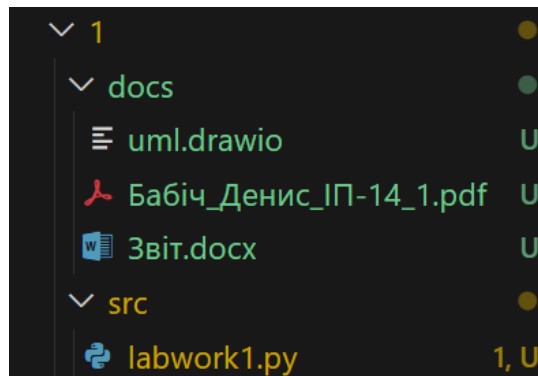 1
docs
uml.drawio U
Бабіч_Денис_ІП-14_1.pdf U
Звіт.docx U
src
labwork1.py 1, U